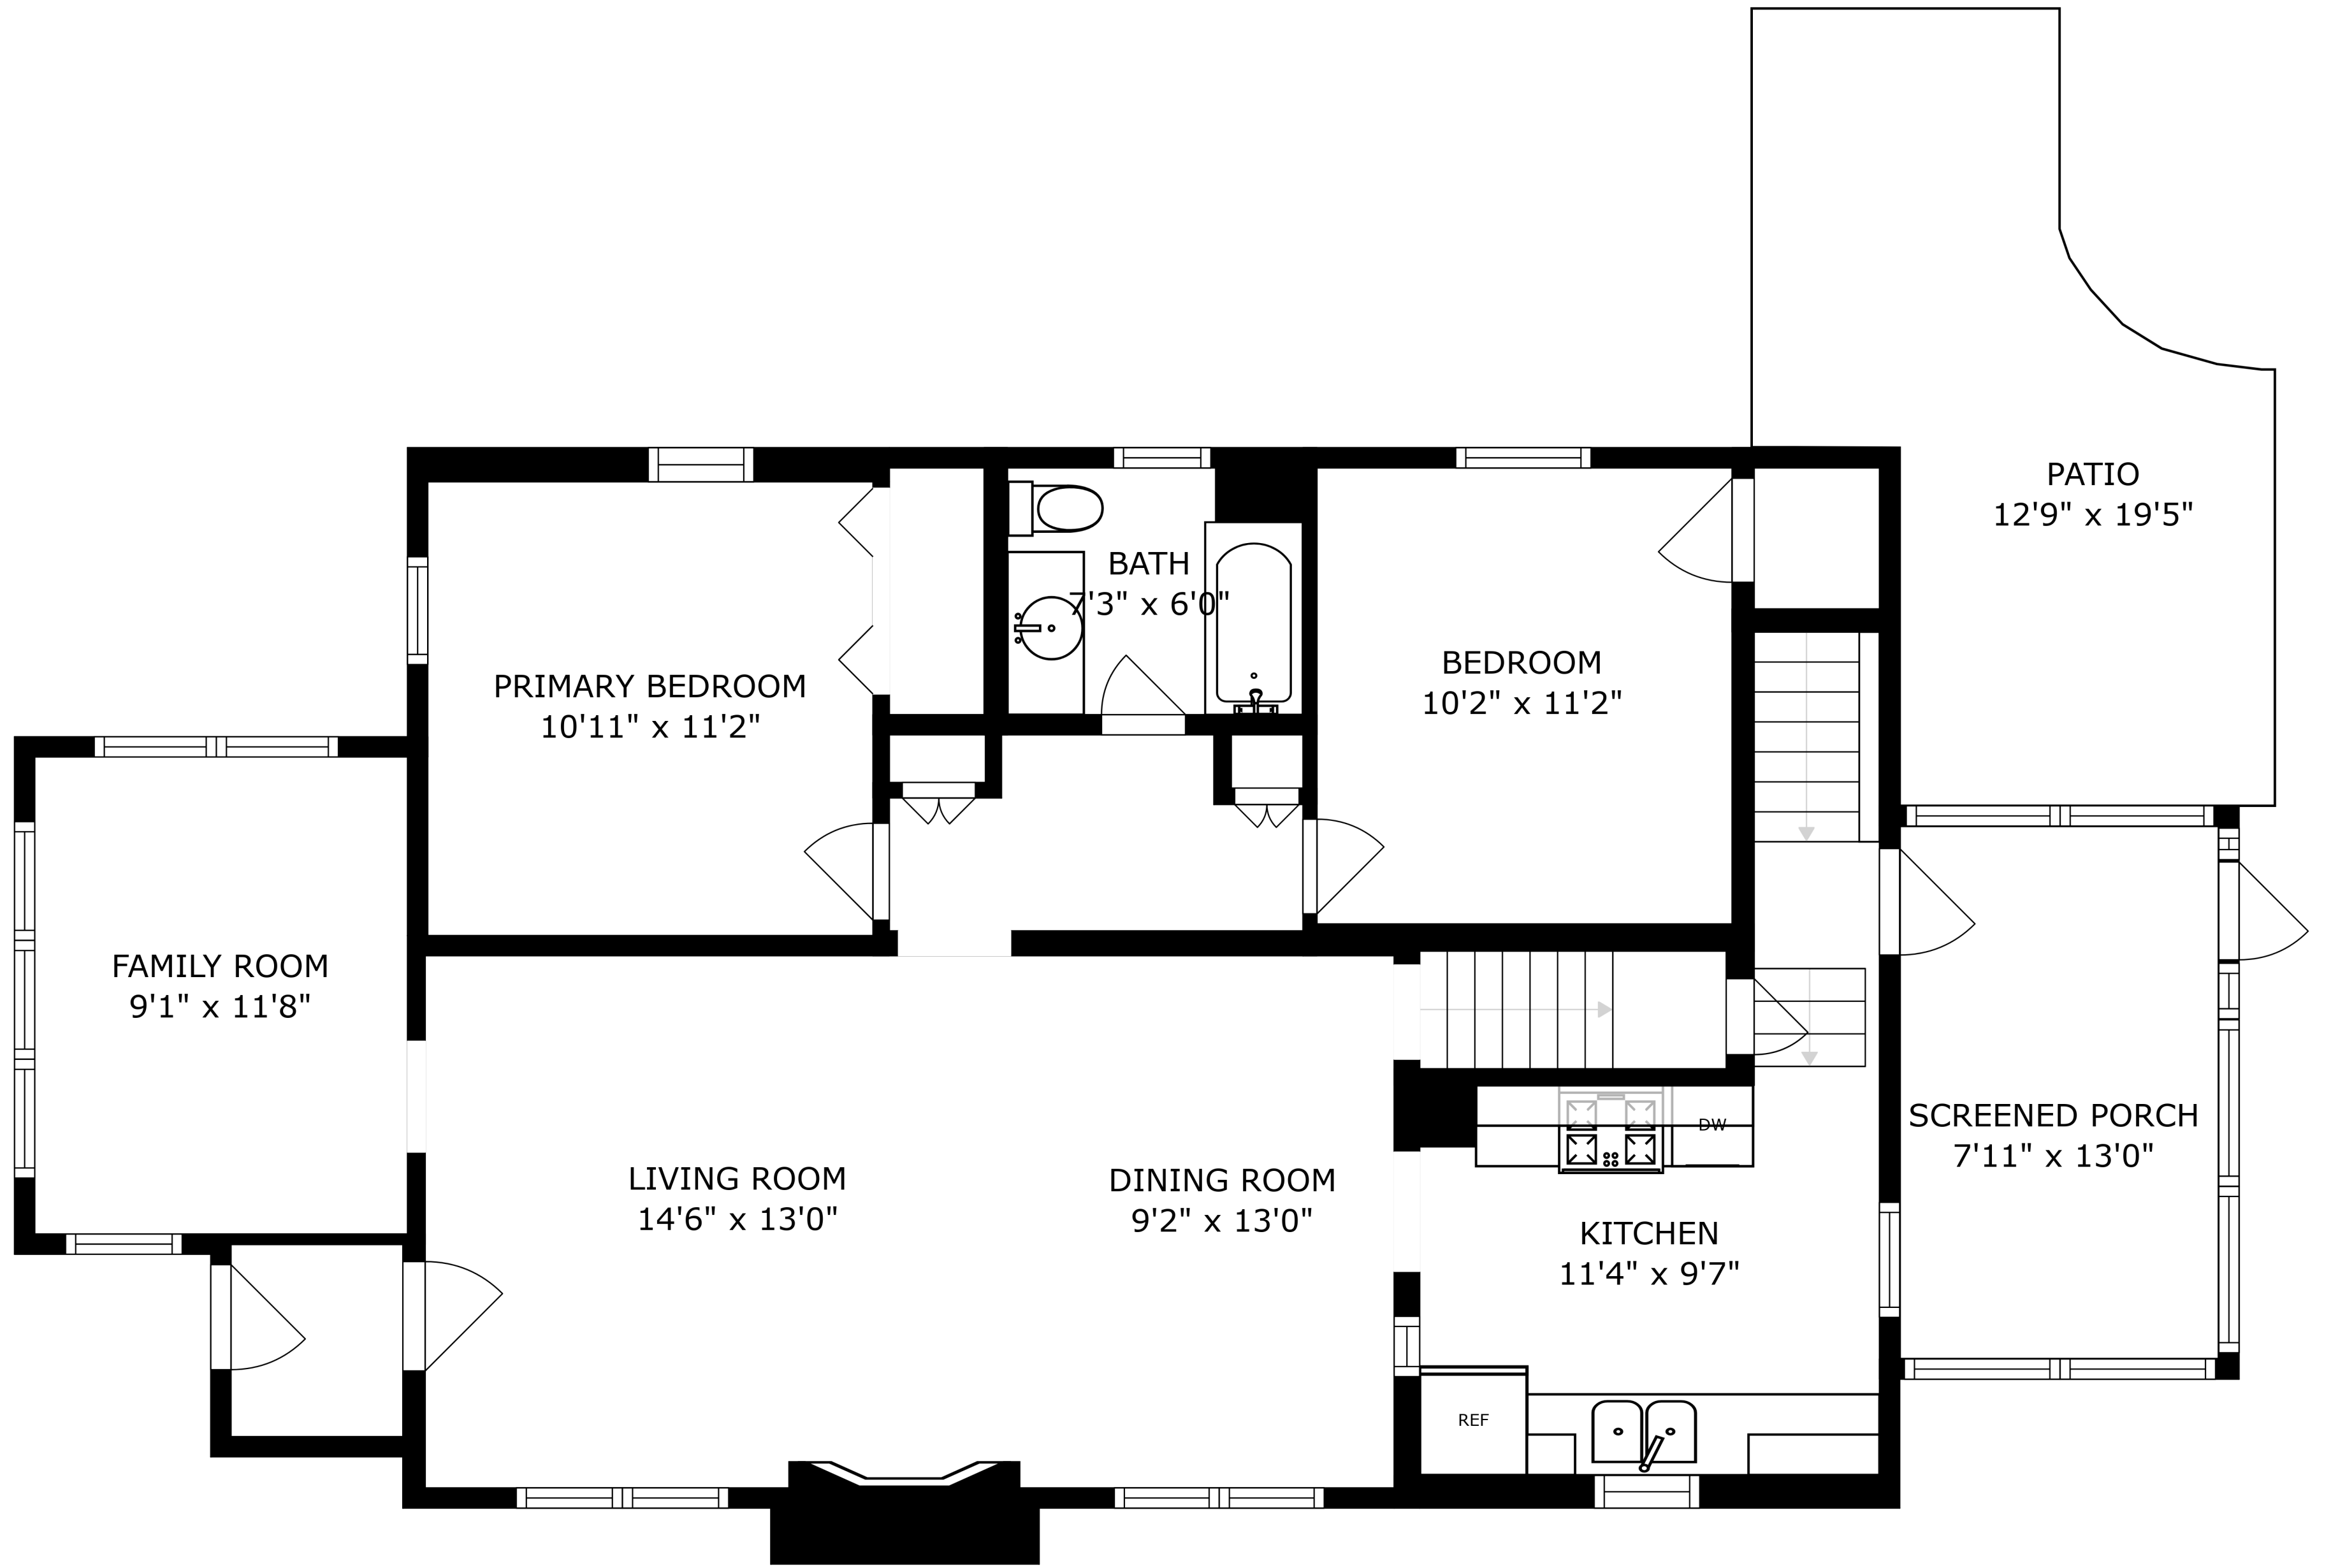 PATIO
12'9" x 19'5"
BATH
7'3" x 6'0"
BEDROOM
10'2" x 11'2"
PRIMARY BEDROOM
10'11" x 11'2"
FAMILY ROOM
9'1" x 11'8"
LIVING ROOM
14'6" x 13'0"
DINING ROOM
9'2" x 13'0"
DW
KITCHEN
11'4" x 9'7"
SCREENED PORCH
7'11" x 13'0"
REF